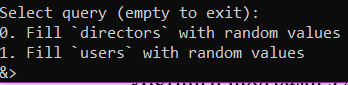 Select query (empty to exit):
0. Fill `directors` with random values
1. Fill `users` with random values
&>